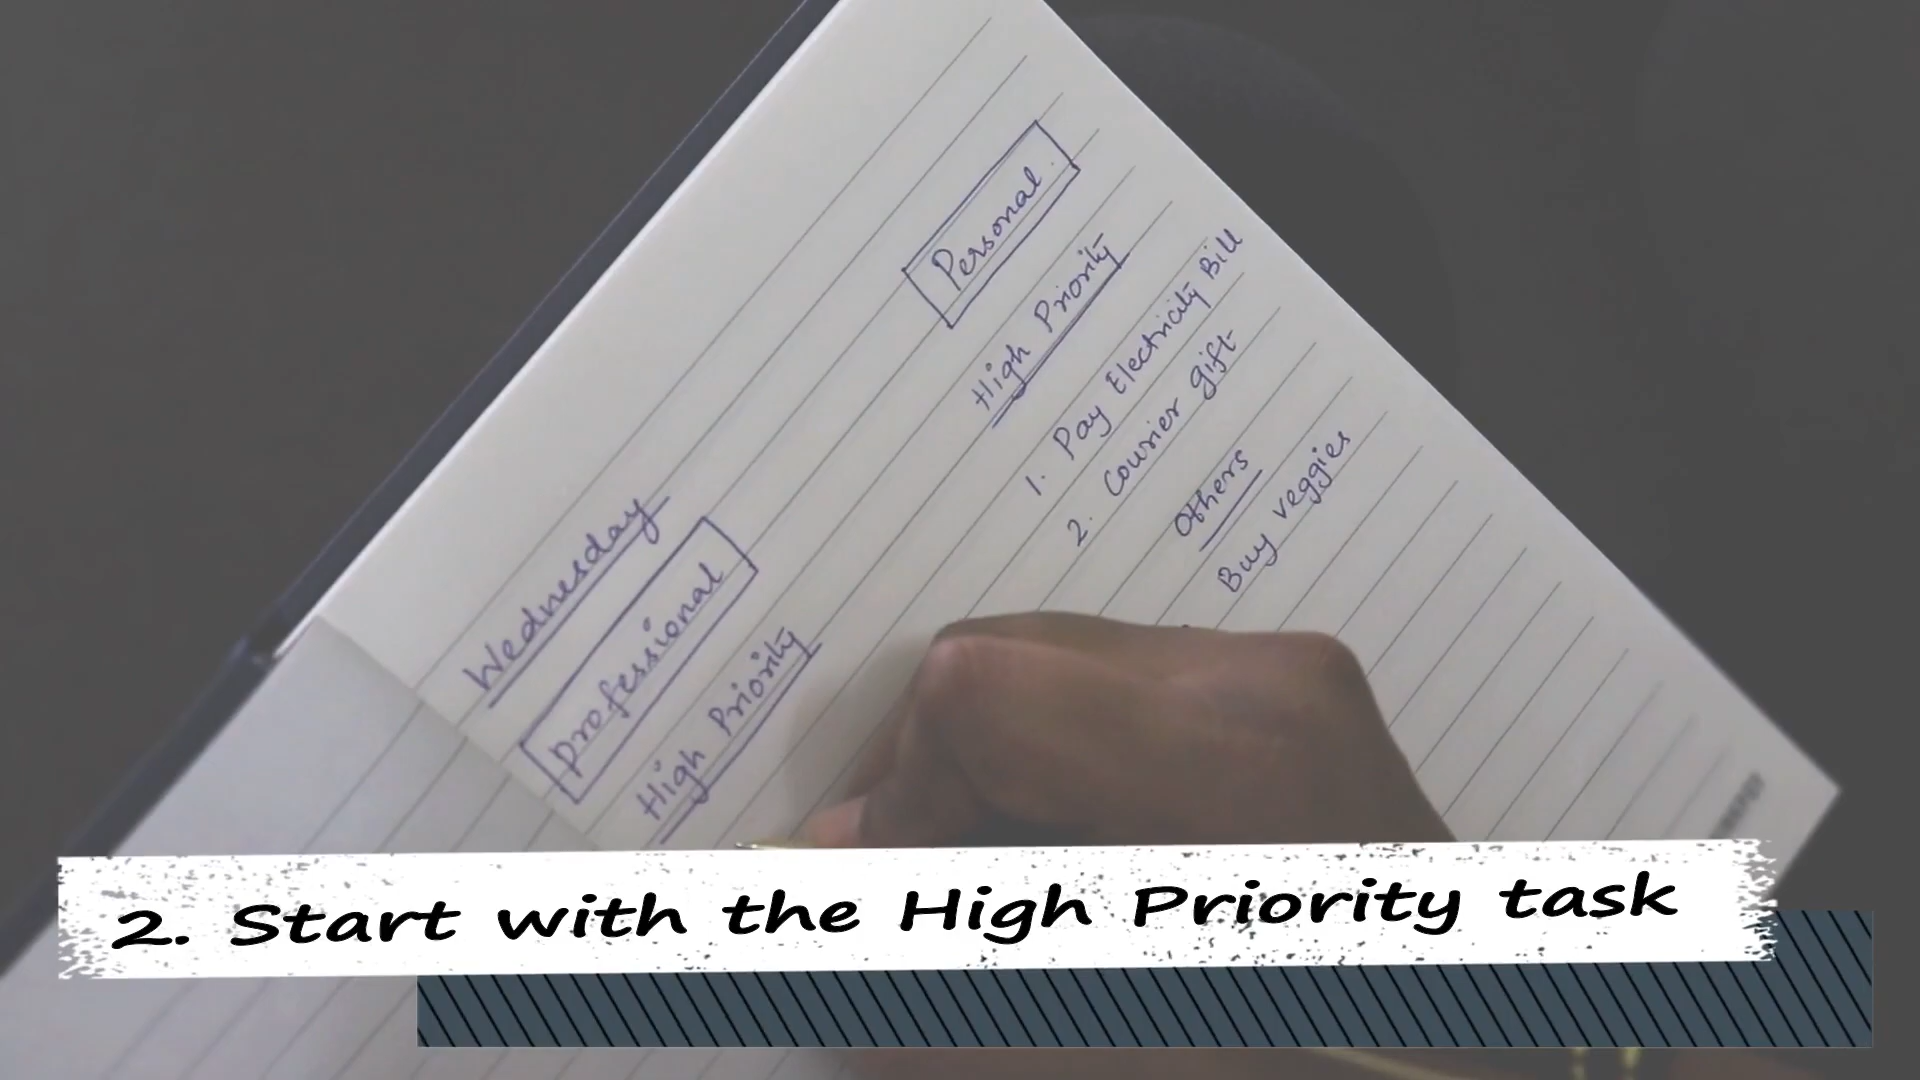 Wednesday
professional
High Priority
Personal
High Priority
1. Pay Electricity Bill
2. Courier gift
Others
Buy veggies
2. Start with the High Priority task